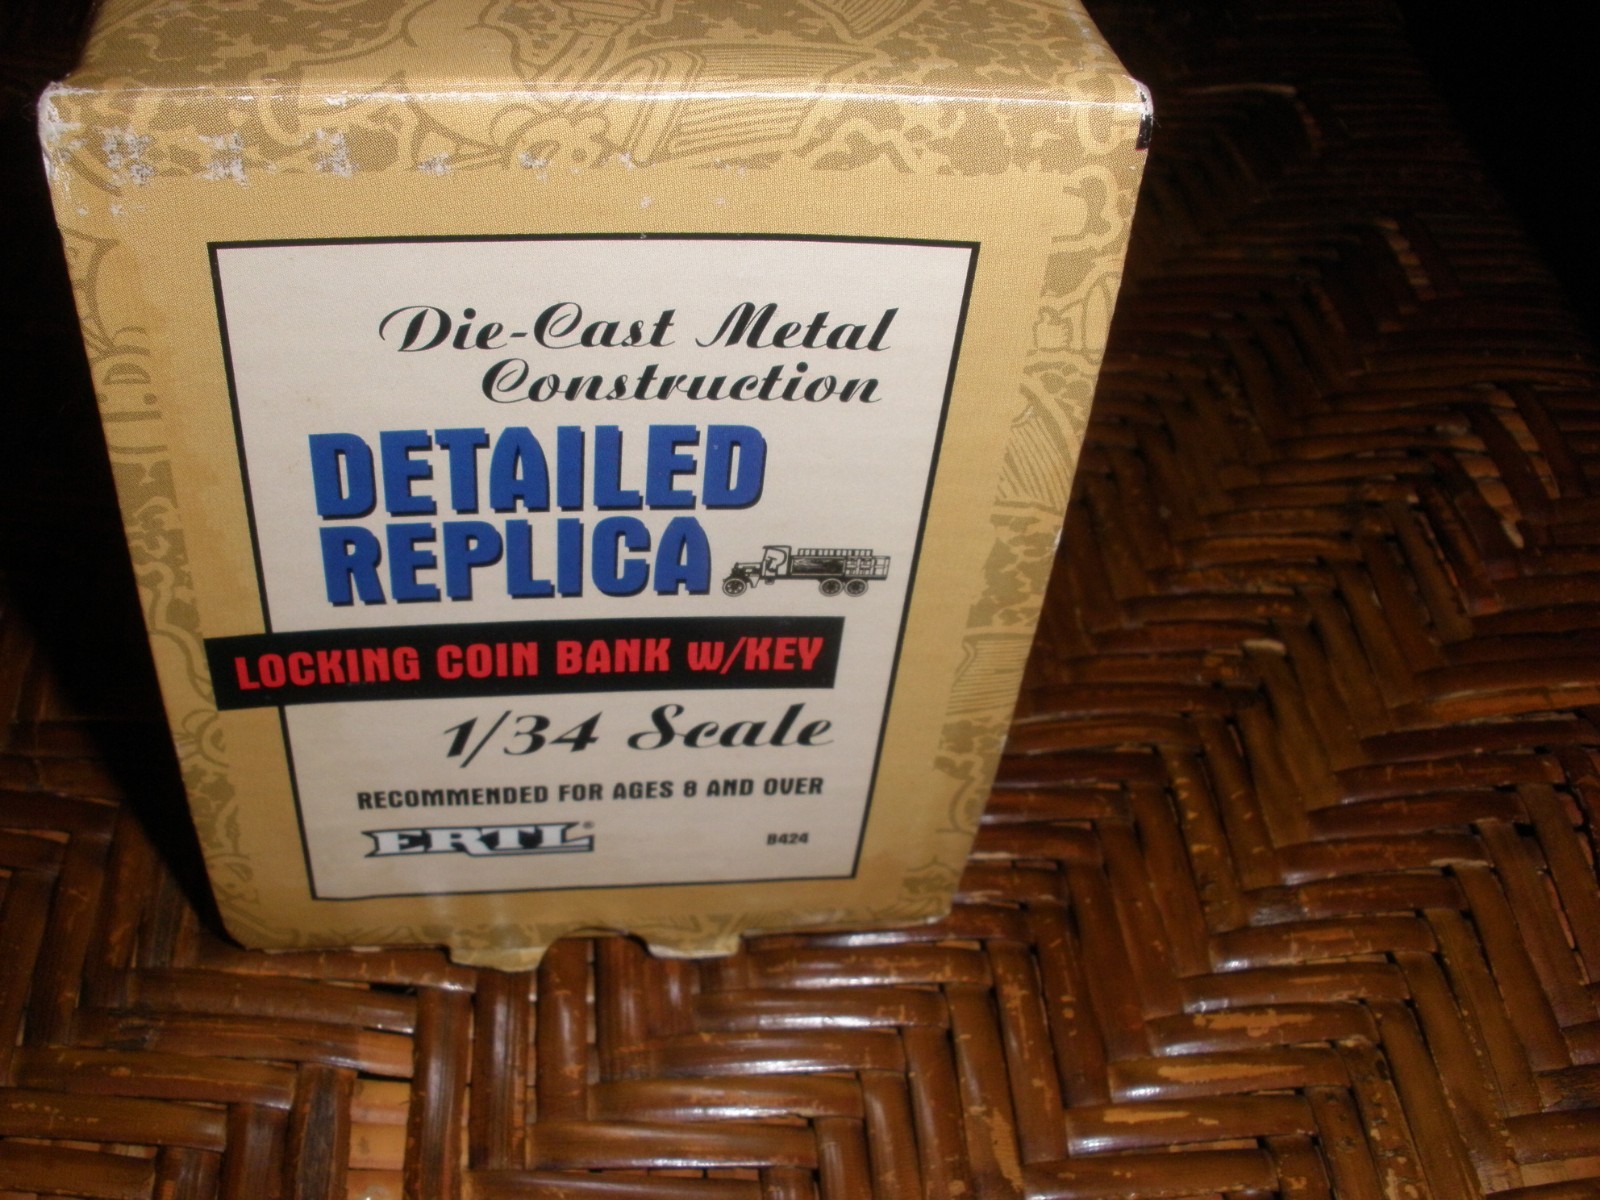 Die-Cast Metal
Construction
DETAILED
REPLICA
LOCKING COIN BANK w/KEY
1/34 Scale
RECOMMENDED FOR AGES 8 AND OVER
ERTL®
B424